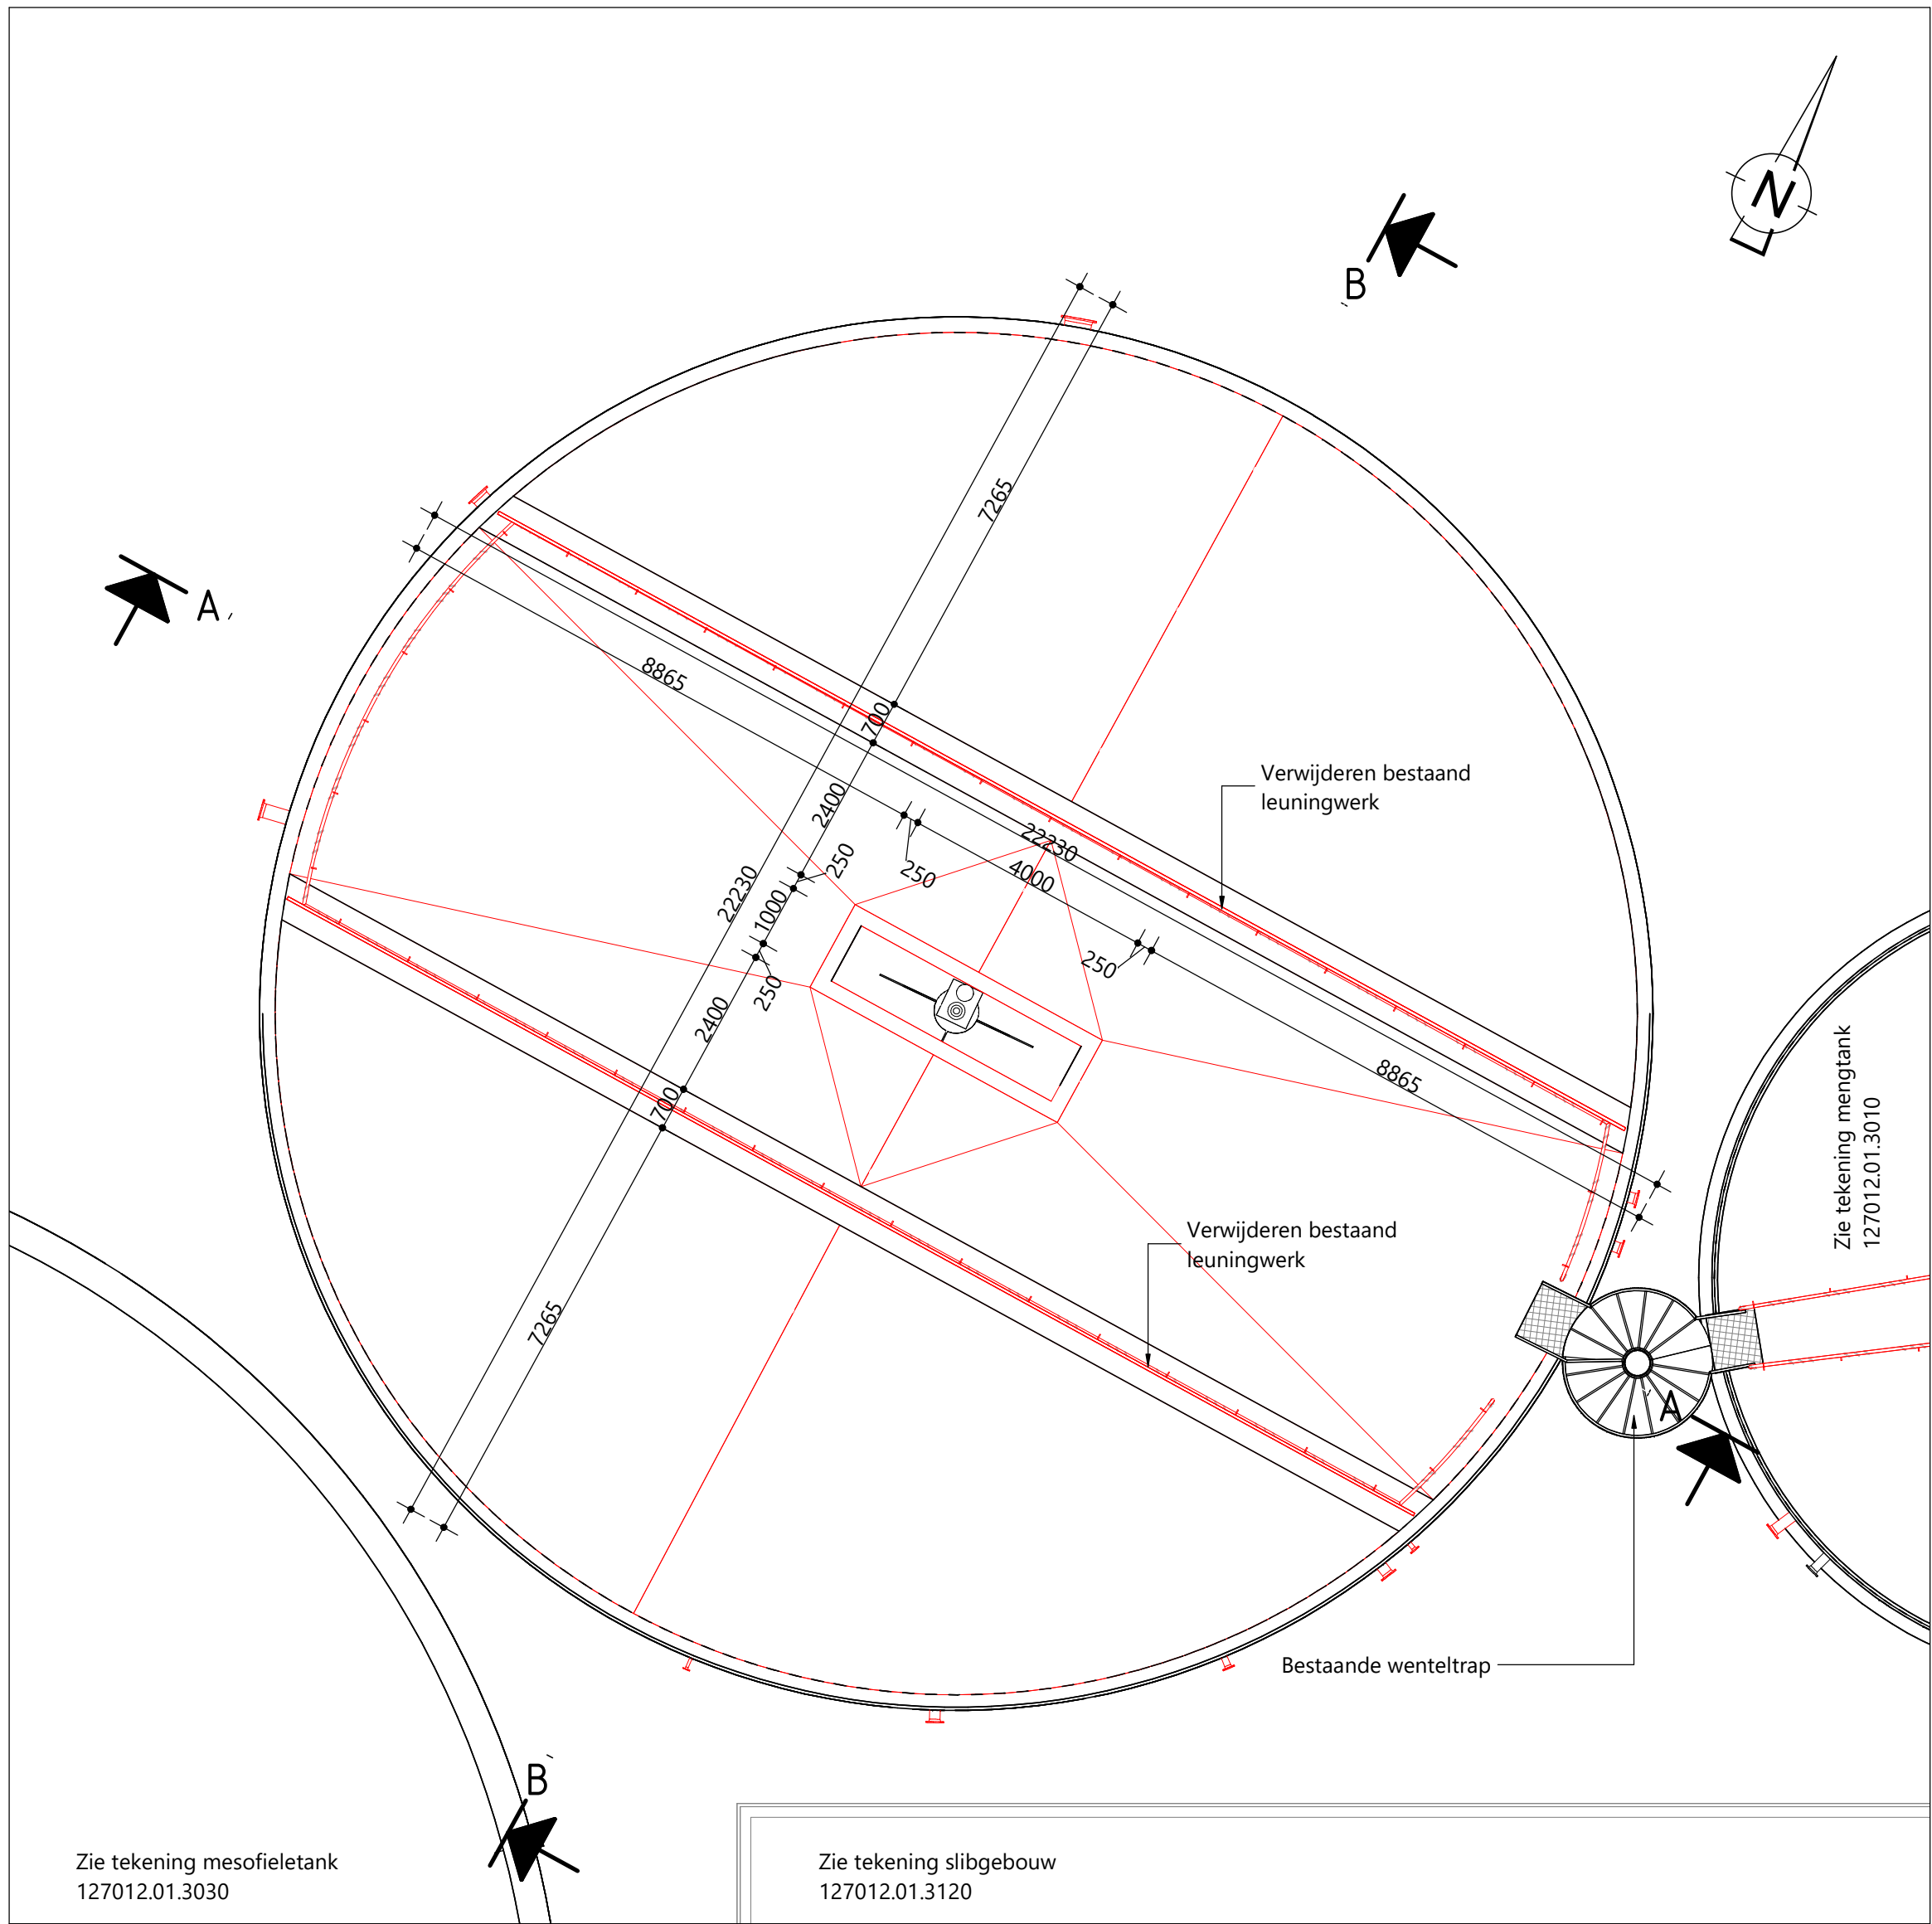 N
B
A
7265
8865
700
2400
22230
250
1000
250
2400
700
7265
250
22230
4000
250
8865
Verwijderen bestaand
leuningwerk
Verwijderen bestaand
leuningwerk
Zie tekening mengtank
127012.01.3010
A
Bestaande wenteltrap
B
Zie tekening mesofieletank
127012.01.3030
Zie tekening slibgebouw
127012.01.3120